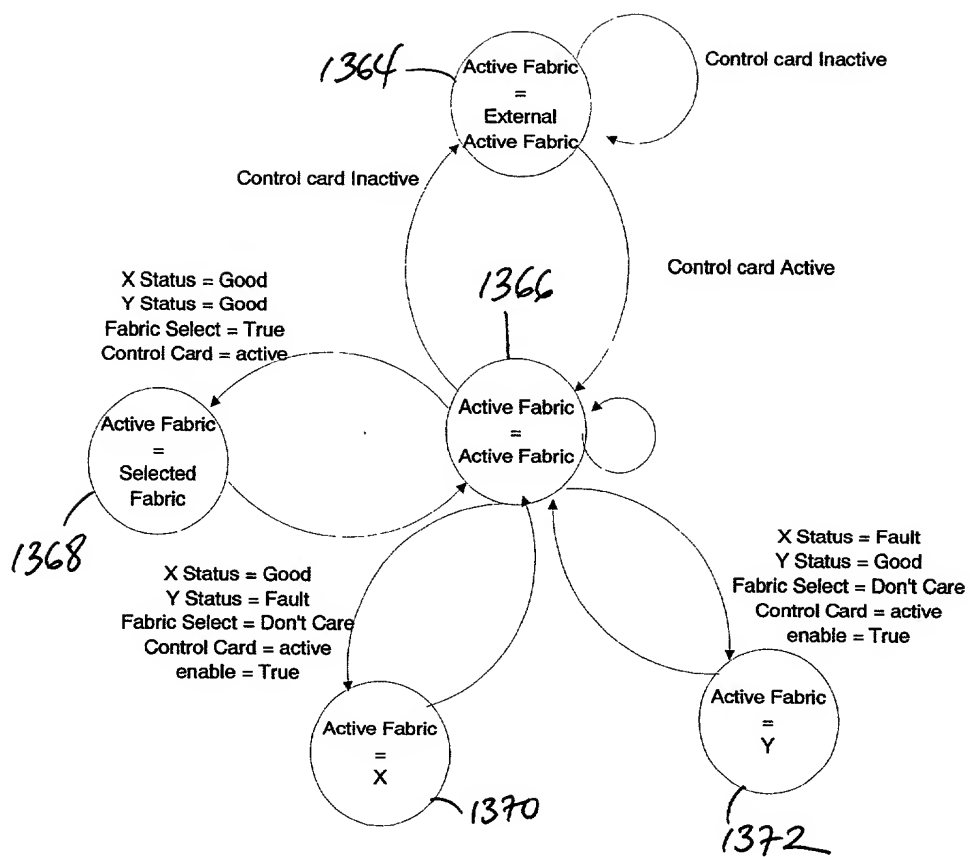 1364
Active Fabric
=
External
Active Fabric
Control card Inactive
Control card Inactive
Control card Active
1366
X Status = Good
Y Status = Good
Fabric Select = True
Control Card = active
Active Fabric
=
Active Fabric
Active Fabric
=
Selected
Fabric
1368
X Status = Good
Y Status = Fault
Fabric Select = Don't Care
Control Card = active
enable = True
X Status = Fault
Y Status = Good
Fabric Select = Don't Care
Control Card = active
enable = True
Active Fabric
=
X
1370
Active Fabric
=
Y
1372